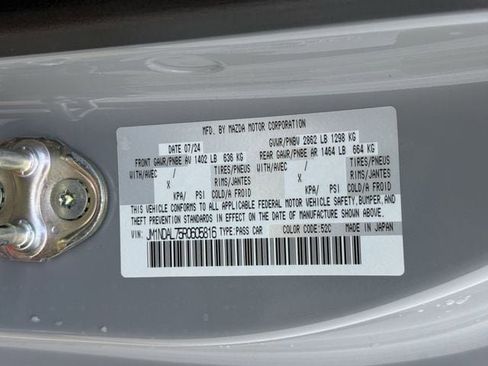 MFD. BY MAZDA MOTOR CORPORATION
DATE 07/24 GVWR/PNBV 2862 LB 1298 KG
FRONT GAWR/PNBE AV 1402 LB 636 KG REAR GAWR/PNBE AR 1464 LB 664 KG
WITH/AVEC / TIRES/PNEUS WITH/AVEC / TIRES/PNEUS
X RIMS/JANTES X RIMS/JANTES
KPA/ PSI COLD/A FROID KPA/ PSI COLD/A FROID
THIS VEHICLE CONFORMS TO ALL APPLICABLE FEDERAL MOTOR VEHICLE SAFETY, BUMPER, AND
THEFT PREVENTION STANDARDS IN EFFECT ON THE DATE OF MANUFACTURE SHOWN ABOVE.
VIN: JM1NDAL75R0605816 TYPE: PASS CAR COLOR CODE: 52C MADE IN JAPAN